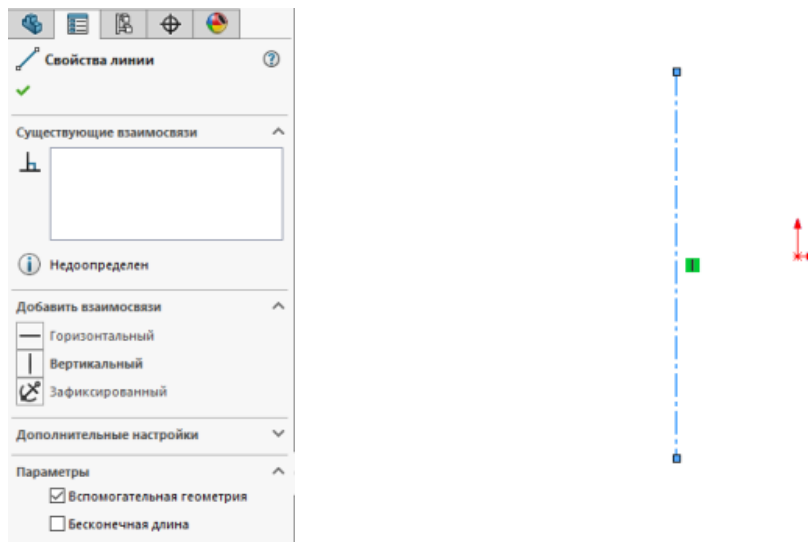 Свойства линии
Существующие взаимосвязи
Недоопределен
Добавить взаимосвязи
Горизонтальный
Вертикальный
Зафиксированный
Дополнительные настройки
Параметры
Вспомогательная геометрия
Бесконечная длина